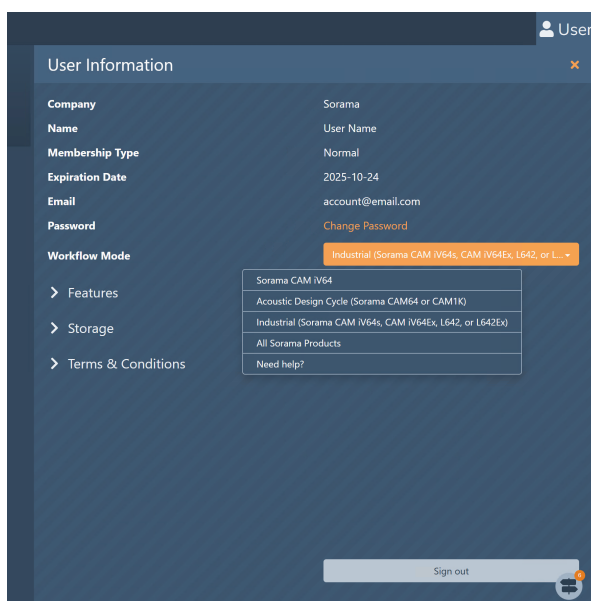 User
User Information
Company Sorama
Name User Name
Membership Type Normal
Expiration Date 2025-10-24
Email account@email.com
Password Change Password
Workflow Mode Industrial (Sorama CAM iV64s, CAM iV64Ex, L642, or L...
Sorama CAM iV64
Acoustic Design Cycle (Sorama CAM64 or CAM1K)
Industrial (Sorama CAM iV64s, CAM iV64Ex, L642, or L642Ex)
All Sorama Products
Need help?
Features
Storage
Terms & Conditions
Sign out